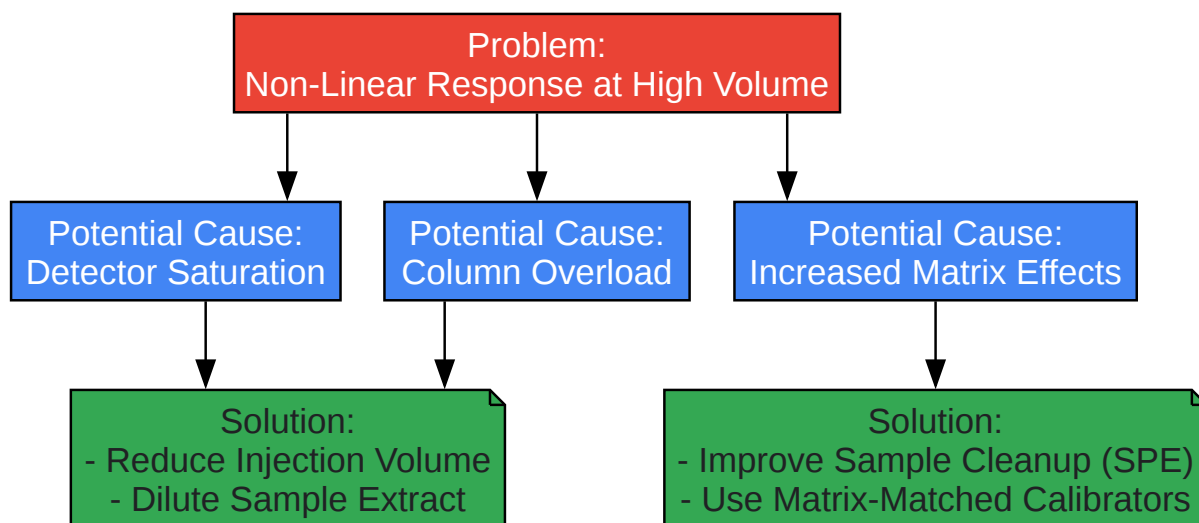 Problem:
Non-Linear Response at High Volume
Potential Cause:
Detector Saturation
Potential Cause:
Column Overload
Potential Cause:
Increased Matrix Effects
Solution:
- Reduce Injection Volume
- Dilute Sample Extract
Solution:
- Improve Sample Cleanup (SPE)
- Use Matrix-Matched Calibrators